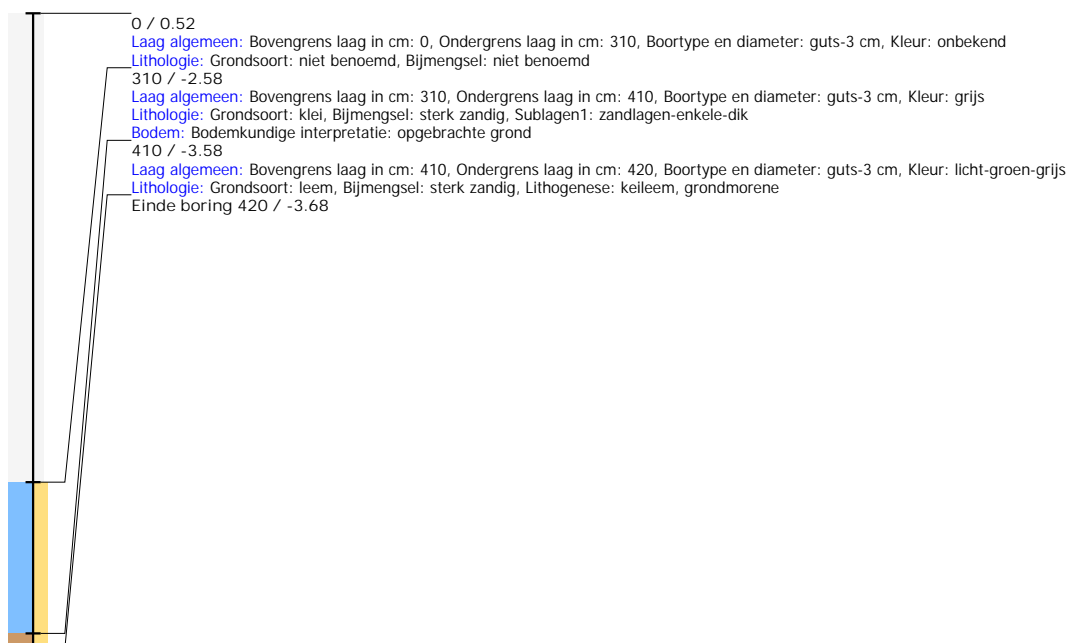 0 / 0.52
Laag algemeen: Bovengrens laag in cm: 0, Ondergrens laag in cm: 310, Boortype en diameter: guts-3 cm, Kleur: onbekend
Lithologie: Grondsoort: niet benoemd, Bijmengsel: niet benoemd
310 / -2.58
Laag algemeen: Bovengrens laag in cm: 310, Ondergrens laag in cm: 410, Boortype en diameter: guts-3 cm, Kleur: grijs
Lithologie: Grondsoort: klei, Bijmengsel: sterk zandig, Sublagen1: zandlagen-enkele-dik
Bodem: Bodemkundige interpretatie: opgebrachte grond
410 / -3.58
Laag algemeen: Bovengrens laag in cm: 410, Ondergrens laag in cm: 420, Boortype en diameter: guts-3 cm, Kleur: licht-groen-grijs
Lithologie: Grondsoort: leem, Bijmengsel: sterk zandig, Lithogenese: keileem, grondmorene
Einde boring 420 / -3.68